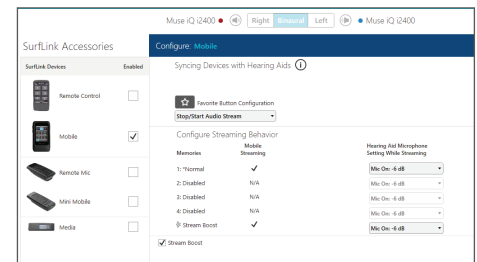 Muse iQ i2400 Right Binaural Left Muse iQ i2400
SurfLink Accessories
Configure: Mobile
SurfLink Devices Enabled
Syncing Devices with Hearing Aids i
Remote Control
Favorite Button Configuration
Stop/Start Audio Stream
Mobile
Configure Streaming Behavior
Memories Mobile Streaming Hearing Aid Microphone Setting While Streaming
Remote Mic
1: *Normal Mic On: -6 dB
2: Disabled N/A Mic On: -6 dB
Mini Mobile
3: Disabled N/A Mic On: -6 dB
4: Disabled N/A Mic On: -6 dB
Media
Stream Boost Mic On: -6 dB
Stream Boost